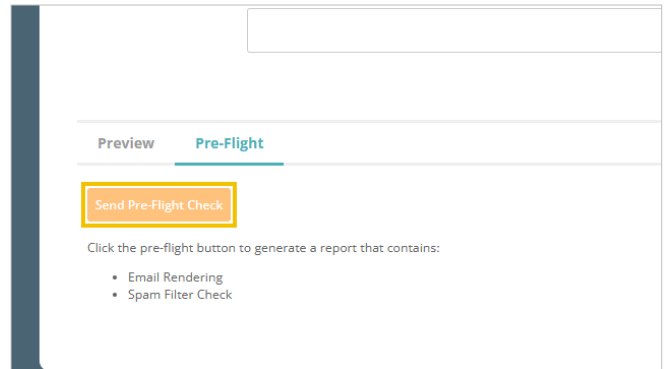 Preview Pre-Flight
Send Pre-Flight Check
Click the pre-flight button to generate a report that contains:
• Email Rendering
• Spam Filter Check